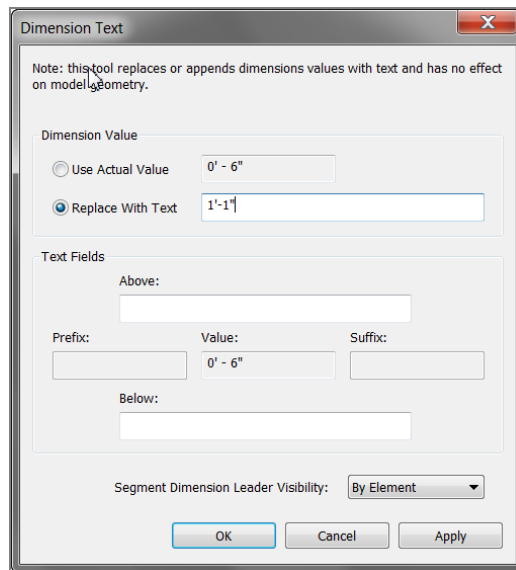 Dimension Text
Note: this tool replaces or appends dimensions values with text and has no effect
on model geometry.
Dimension Value
Use Actual Value 0' - 6"
Replace With Text 1'-1"
Text Fields
Above:
Prefix: Value: Suffix:
0' - 6"
Below:
Segment Dimension Leader Visibility: By Element
OK Cancel Apply